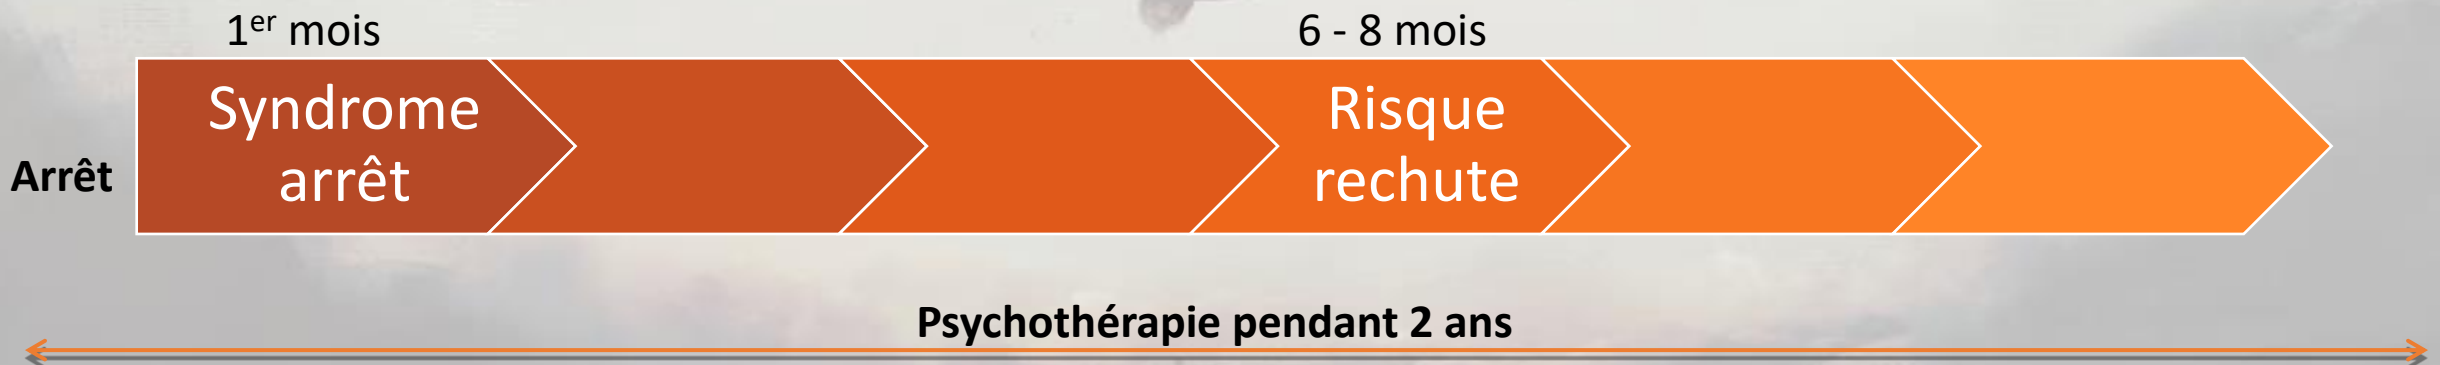 1er mois
6 - 8 mois
Syndrome
arrêt
Risque
rechute
Arrêt
Psychothérapie pendant 2 ans